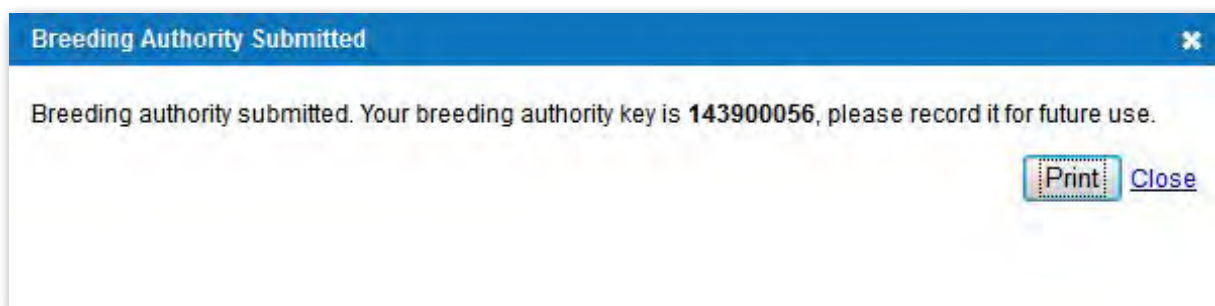 Breeding Authority Submitted
Breeding authority submitted. Your breeding authority key is 143900056, please record it for future use.
Print Close